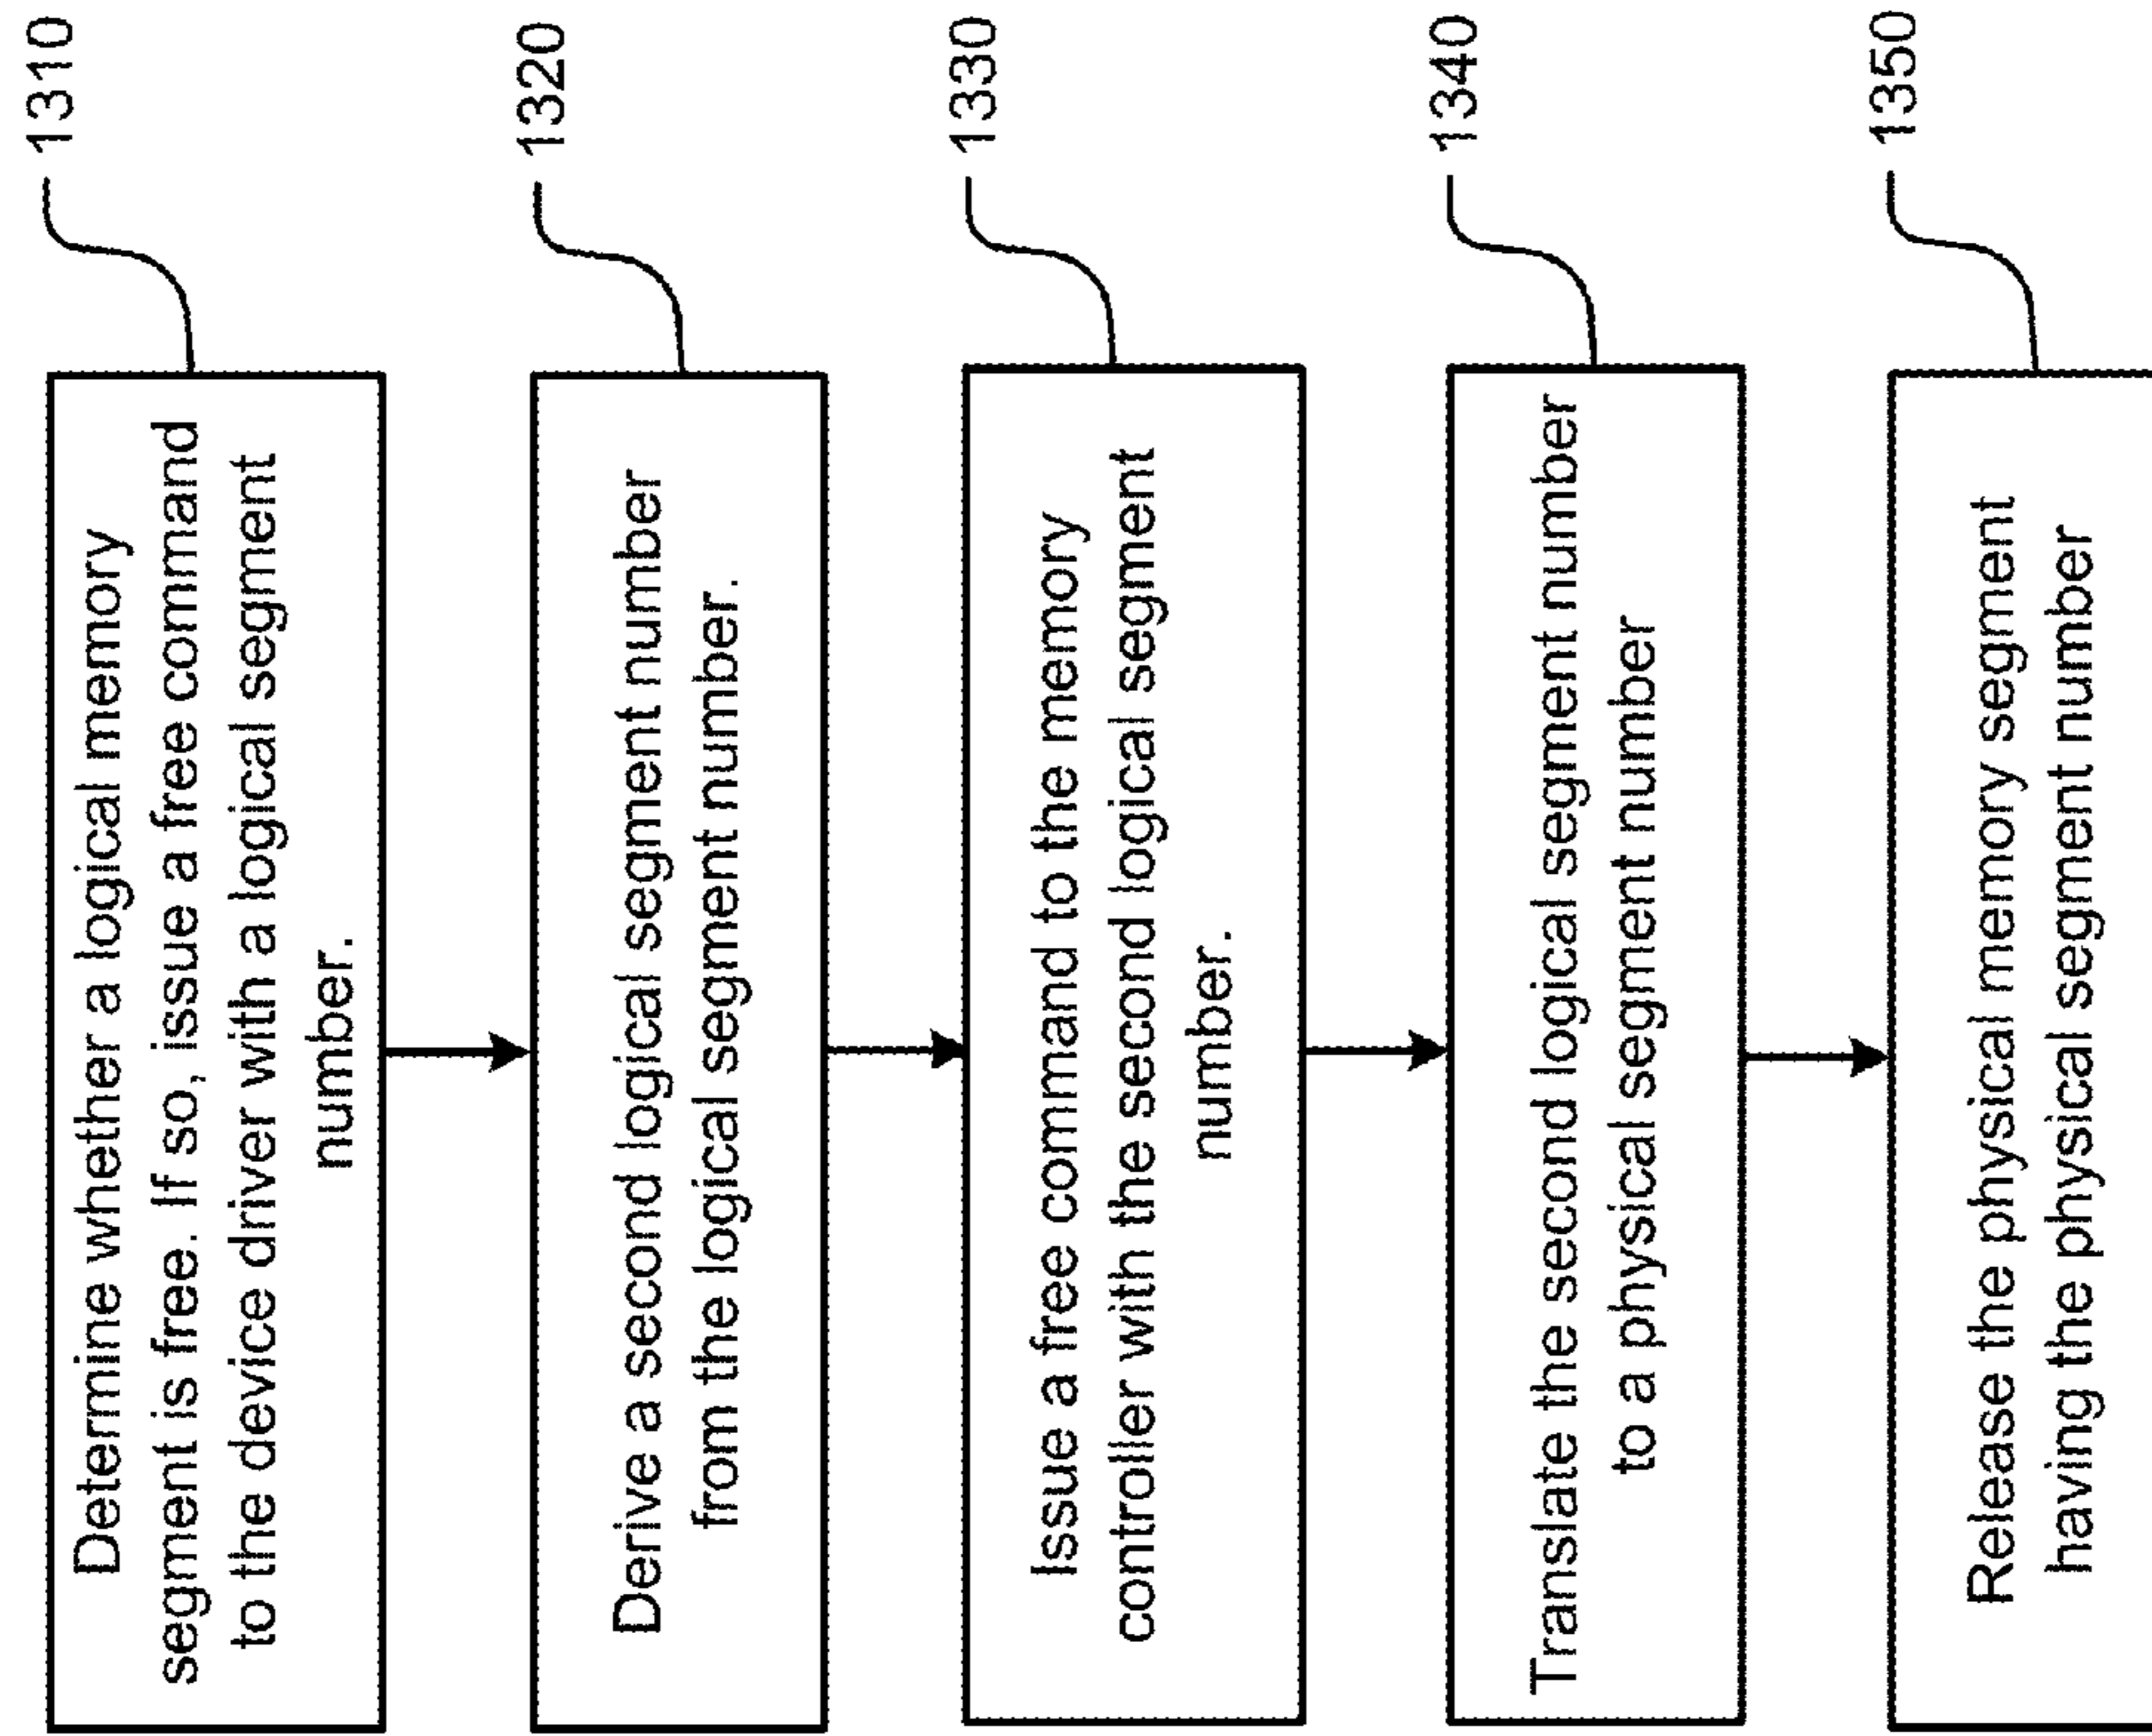 1310
Determine whether a logical memory
segment is free. If so, issue a free command
to the device driver with a logical segment
number.
1320
Derive a second logical segment number
from the logical segment number.
1330
Issue a free command to the memory
controller with the second logical segment
number.
1340
Translate the second logical segment number
to a physical segment number
1350
Release the physical memory segment
having the physical segment number